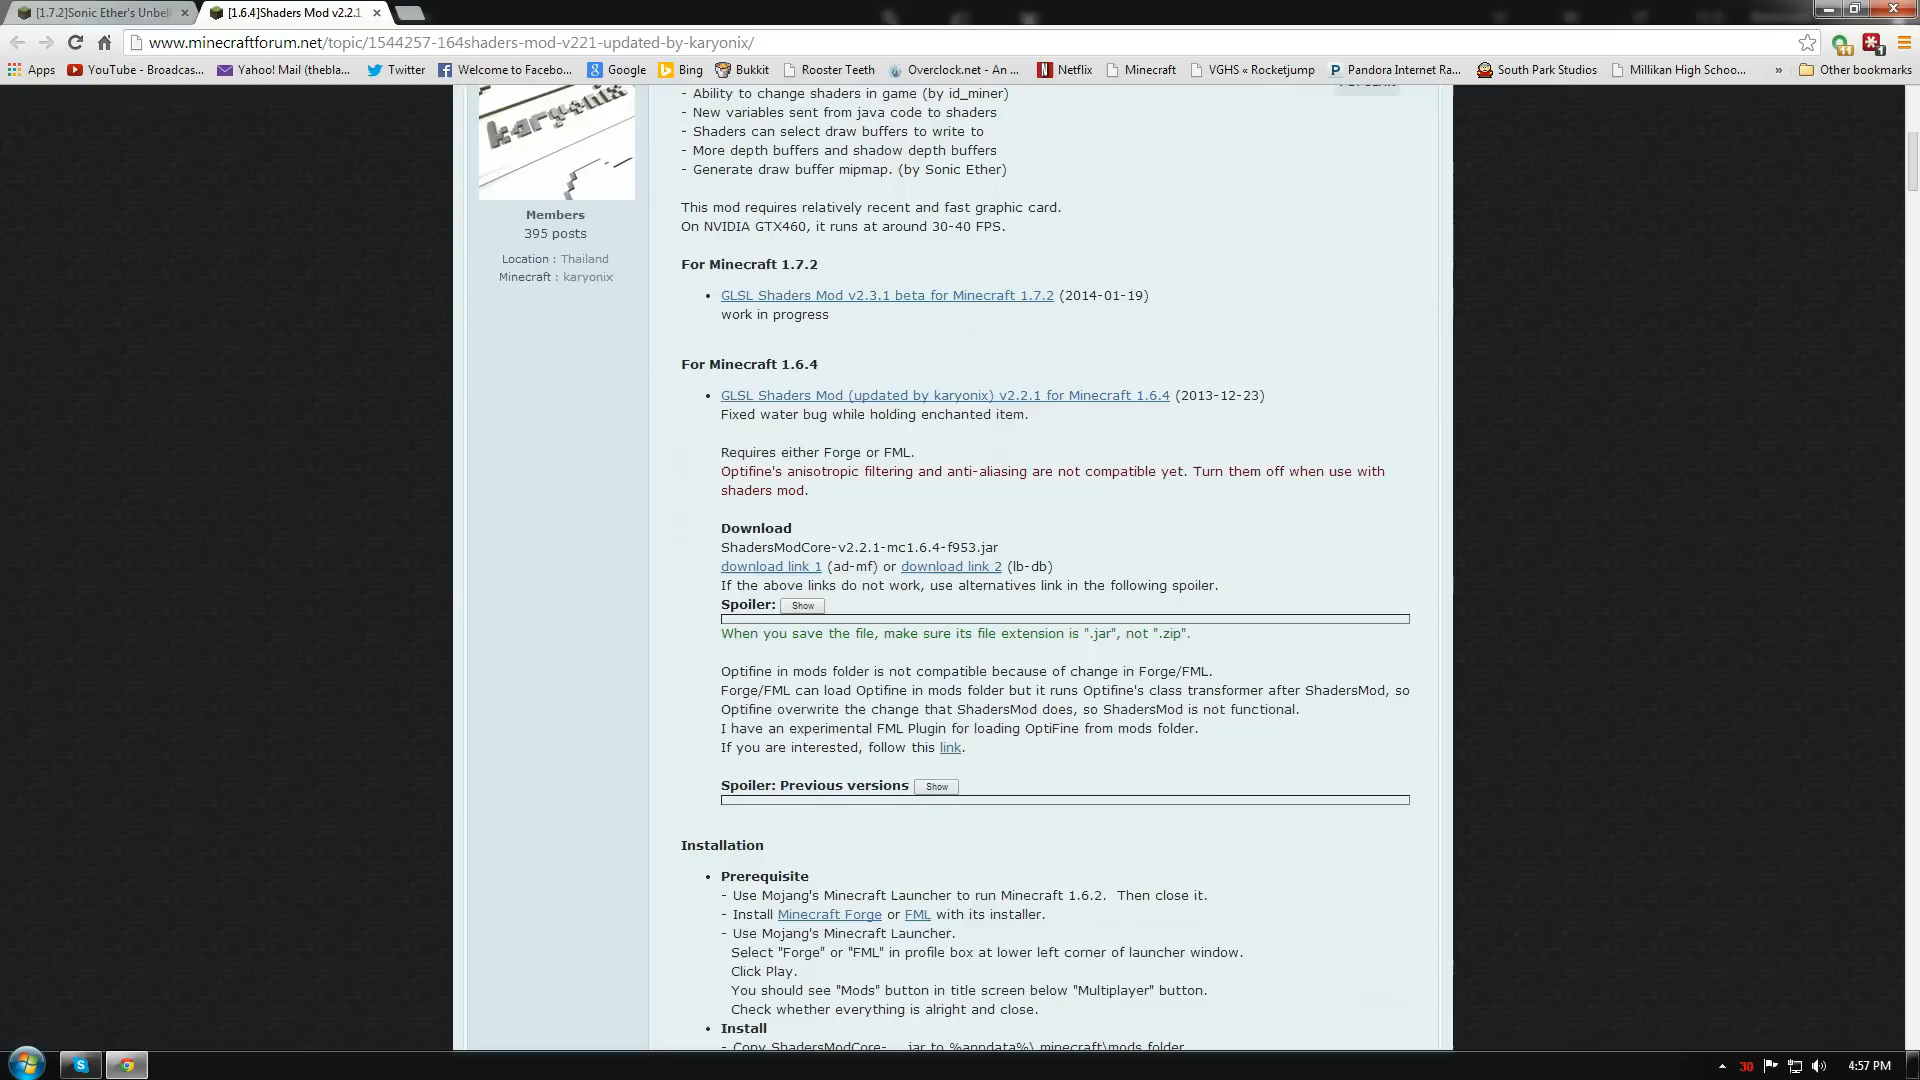 [1.7.2]Sonic Ether's Unbeli
[1.6.4]Shaders Mod v2.2.1
www.minecraftforum.net/topic/1544257-164shaders-mod-v221-updated-by-karyonix/
11
1
Apps
YouTube - Broadcas...
Yahoo! Mail (thebla...
Twitter
Welcome to Facebo...
Google
Bing
Bukkit
Rooster Teeth
Overclock.net - An ...
Netflix
Minecraft
VGHS « Rocketjump
Pandora Internet Ra...
South Park Studios
Millikan High Schoo...
»
Other bookmarks
karyonix
Members
395 posts
Location : Thailand
Minecraft : karyonix
- Ability to change shaders in game (by id_miner)
- New variables sent from java code to shaders
- Shaders can select draw buffers to write to
- More depth buffers and shadow depth buffers
- Generate draw buffer mipmap. (by Sonic Ether)
This mod requires relatively recent and fast graphic card.
On NVIDIA GTX460, it runs at around 30-40 FPS.
For Minecraft 1.7.2
• GLSL Shaders Mod v2.3.1 beta for Minecraft 1.7.2 (2014-01-19)
work in progress
For Minecraft 1.6.4
• GLSL Shaders Mod (updated by karyonix) v2.2.1 for Minecraft 1.6.4 (2013-12-23)
Fixed water bug while holding enchanted item.
Requires either Forge or FML.
Optifine's anisotropic filtering and anti-aliasing are not compatible yet. Turn them off when use with
shaders mod.
Download
ShadersModCore-v2.2.1-mc1.6.4-f953.jar
download link 1 (ad-mf) or download link 2 (lb-db)
If the above links do not work, use alternatives link in the following spoiler.
Spoiler: Show
When you save the file, make sure its file extension is ".jar", not ".zip".
Optifine in mods folder is not compatible because of change in Forge/FML.
Forge/FML can load Optifine in mods folder but it runs Optifine's class transformer after ShadersMod, so
Optifine overwrite the change that ShadersMod does, so ShadersMod is not functional.
I have an experimental FML Plugin for loading OptiFine from mods folder.
If you are interested, follow this link.
Spoiler: Previous versions Show
Installation
• Prerequisite
- Use Mojang's Minecraft Launcher to run Minecraft 1.6.2. Then close it.
- Install Minecraft Forge or FML with its installer.
- Use Mojang's Minecraft Launcher.
Select "Forge" or "FML" in profile box at lower left corner of launcher window.
Click Play.
You should see "Mods" button in title screen below "Multiplayer" button.
Check whether everything is alright and close.
• Install
- Copy ShadersModCore-__.jar to %appdata%\.minecraft\mods folder
30
4:57 PM